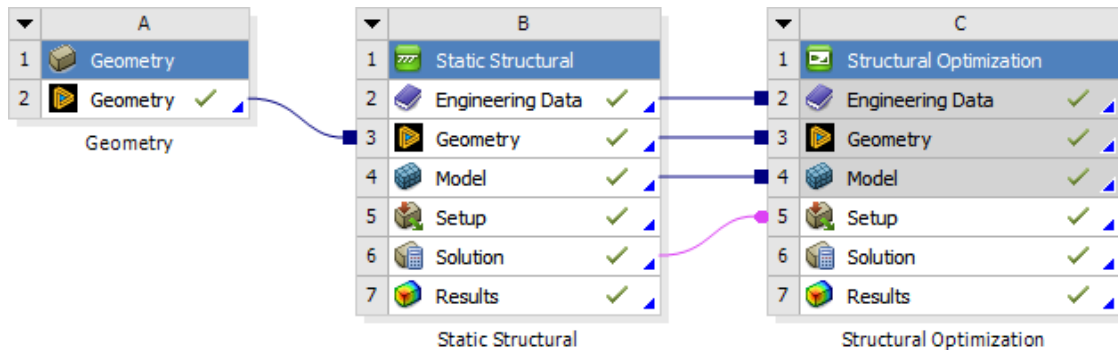 A
1 Geometry
2 Geometry
Geometry
B
1 Static Structural
2 Engineering Data
3 Geometry
4 Model
5 Setup
6 Solution
7 Results
Static Structural
C
1 Structural Optimization
2 Engineering Data
3 Geometry
4 Model
5 Setup
6 Solution
7 Results
Structural Optimization